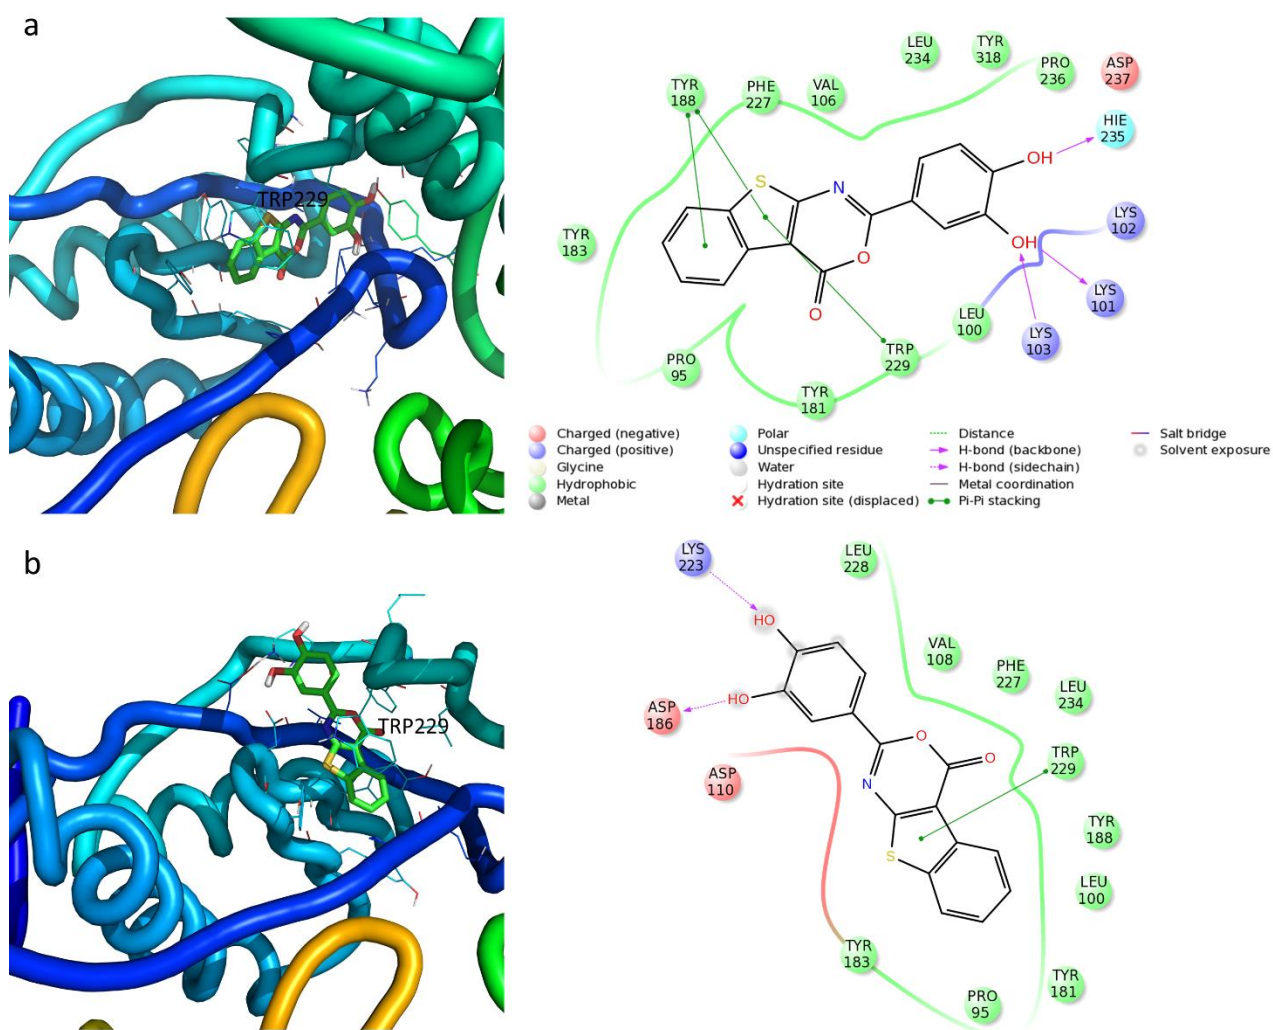 a
TRP229
LEU
234
TYR
318
PRO
236
ASP
237
TYR
188
PHE
227
VAL
106
HIE
235
S
N
OH
OH
O
O
TYR
183
LYS
102
LYS
101
LYS
103
LEU
100
TRP
229
PRO
95
TYR
181
Charged (negative)
Charged (positive)
Glycine
Hydrophobic
Metal
Polar
Unspecified residue
Water
Hydration site
Hydration site (displaced)
Distance
H-bond (backbone)
H-bond (sidechain)
Metal coordination
Pi-Pi stacking
Salt bridge
Solvent exposure
b
TRP229
LYS
223
LEU
228
HO
HO
VAL
108
PHE
227
LEU
234
ASP
186
ASP
110
O
O
N
S
TRP
229
TYR
188
LEU
100
TYR
183
PRO
95
TYR
181